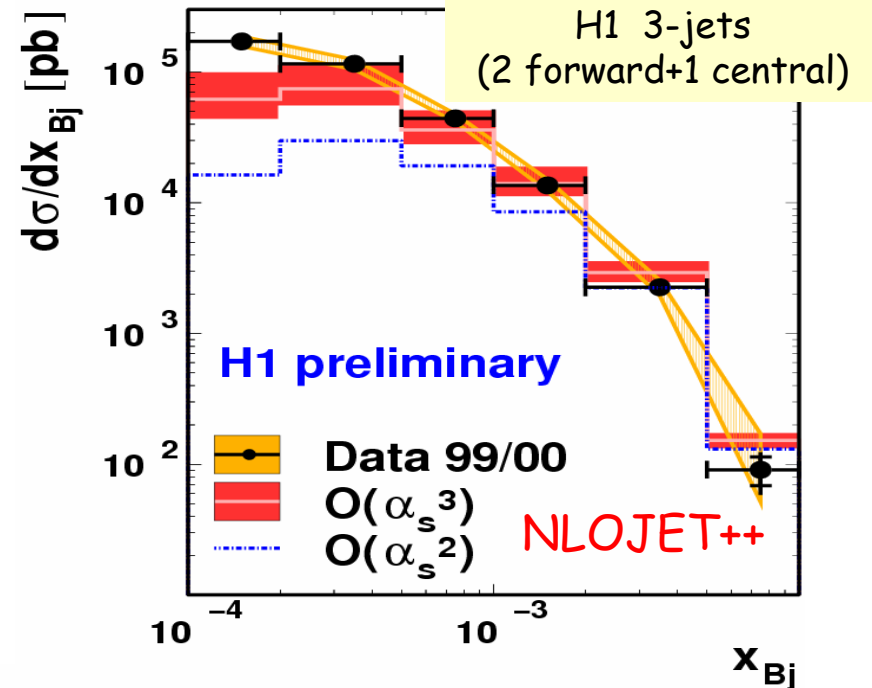 H1 3-jets
(2 forward+1 central)
dσ/dx_Bj [pb]
10^5
10^4
10^3
10^2
H1 preliminary
Data 99/00
O(α_s^3)
O(α_s^2)
NLOJET++
10^−4
10^−3
x_Bj